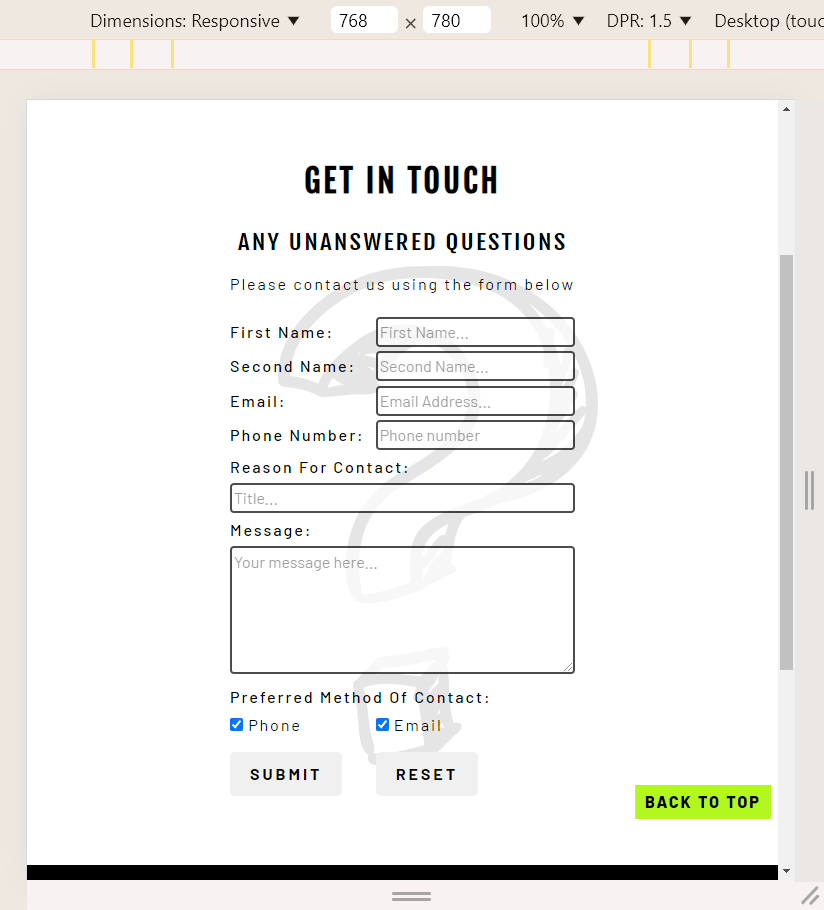 Dimensions: Responsive ▼ 768 × 780 100% ▼ DPR: 1.5 ▼ Desktop (touc
GET IN TOUCH
ANY UNANSWERED QUESTIONS
Please contact us using the form below
First Name: First Name...
Second Name: Second Name...
Email: Email Address...
Phone Number: Phone number
Reason For Contact:
Title...
Message:
Your message here...
Preferred Method Of Contact:
Phone Email
SUBMIT RESET
BACK TO TOP